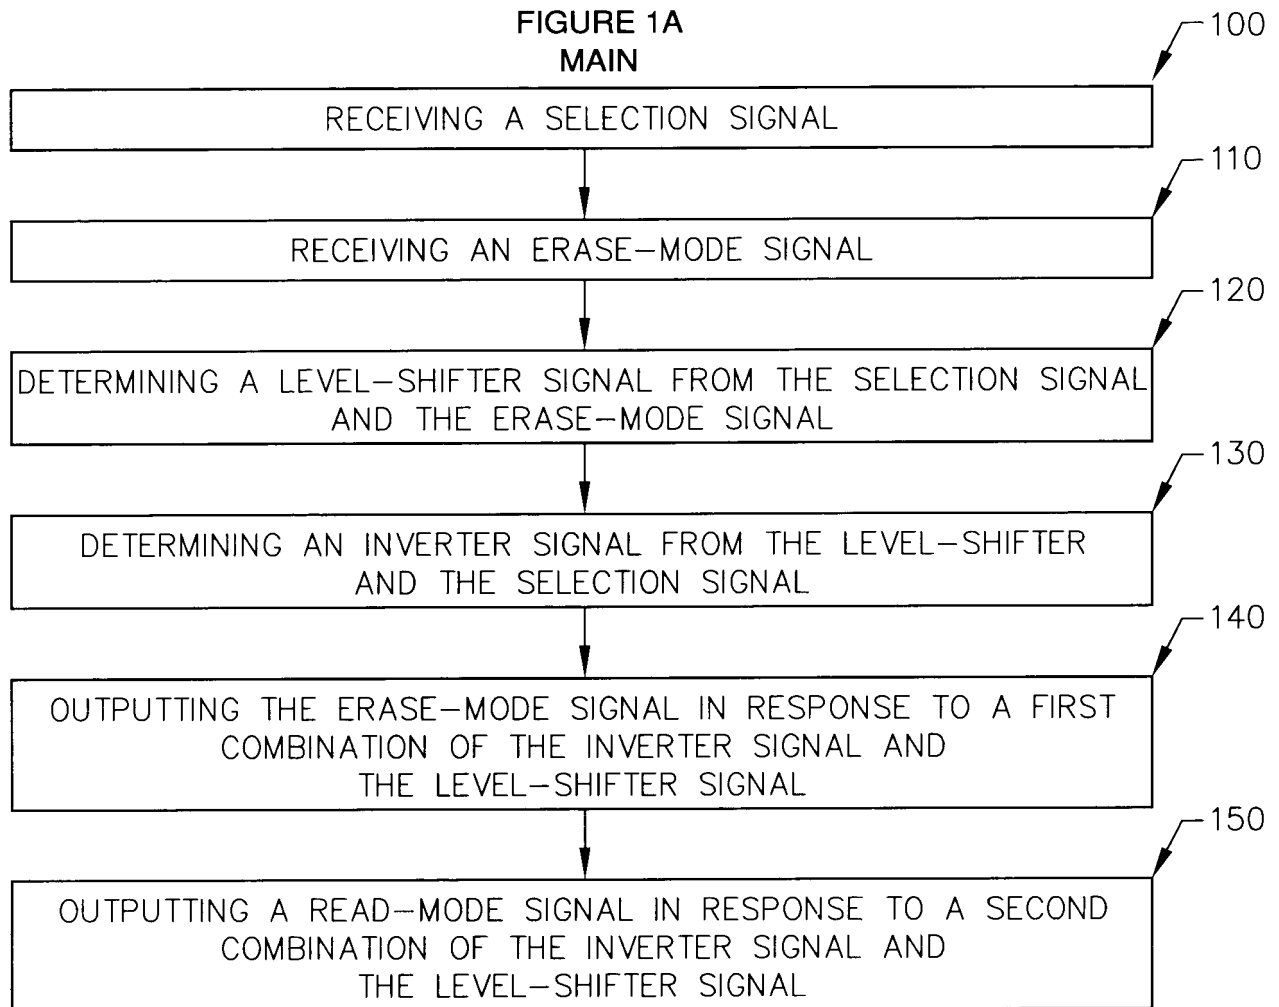 FIGURE 1A
MAIN
100
RECEIVING A SELECTION SIGNAL
110
RECEIVING AN ERASE-MODE SIGNAL
120
DETERMINING A LEVEL-SHIFTER SIGNAL FROM THE SELECTION SIGNAL
AND THE ERASE-MODE SIGNAL
130
DETERMINING AN INVERTER SIGNAL FROM THE LEVEL-SHIFTER
AND THE SELECTION SIGNAL
140
OUTPUTTING THE ERASE-MODE SIGNAL IN RESPONSE TO A FIRST
COMBINATION OF THE INVERTER SIGNAL AND
THE LEVEL-SHIFTER SIGNAL
150
OUTPUTTING A READ-MODE SIGNAL IN RESPONSE TO A SECOND
COMBINATION OF THE INVERTER SIGNAL AND
THE LEVEL-SHIFTER SIGNAL